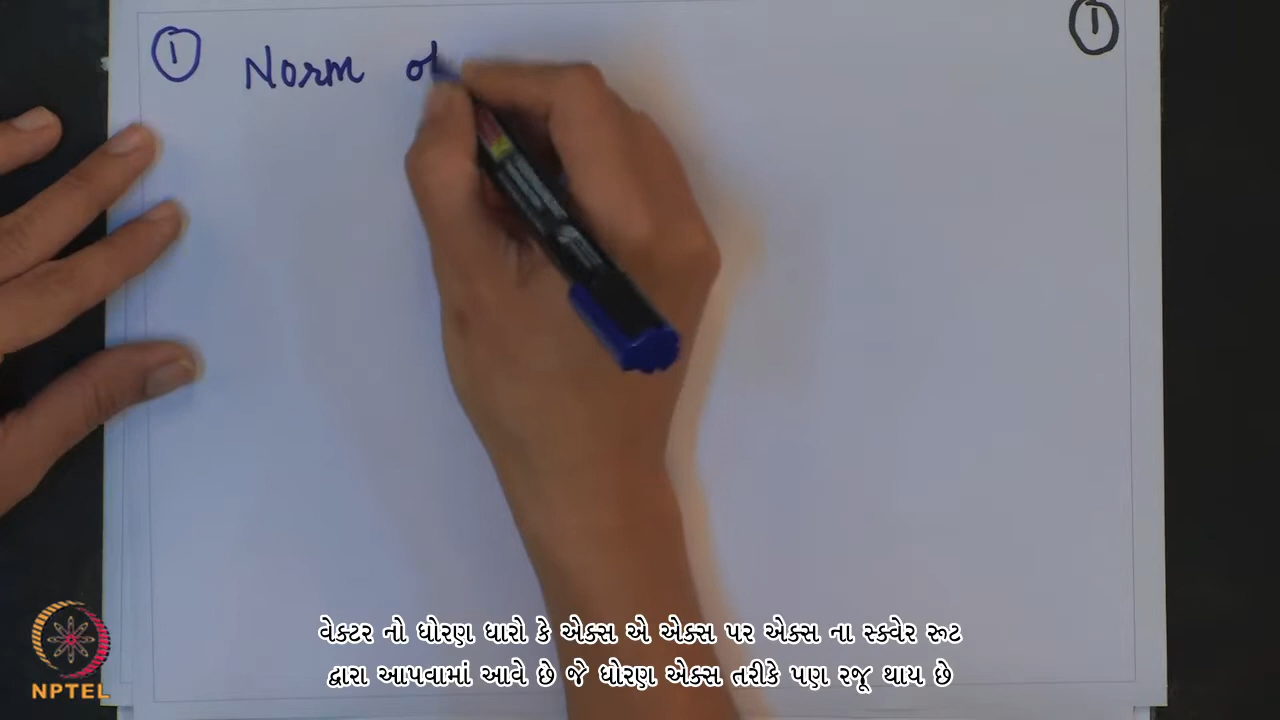 ① Norm of ①
વેક્ટર નો ધોરણ ધારો કે એક્સ એ એક્સ પર એક્સ ના સ્ક્વેર રુટ
દ્વારા આપવામાં આવે છે જે ધોરણ એક્સ તરીકે પણ રજૂ થાય છે
NPTEL